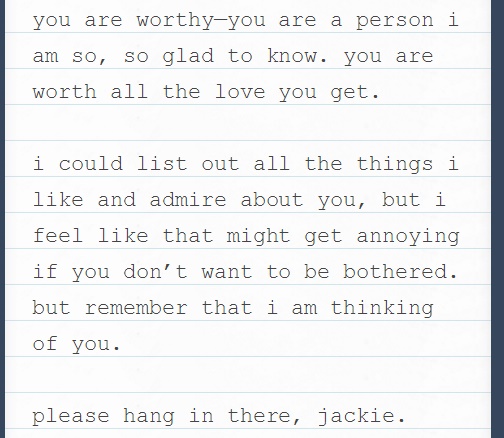 you are worthy—you are a person i
am so, so glad to know. you are
worth all the love you get.
i could list out all the things i
like and admire about you, but i
feel like that might get annoying
if you don’t want to be bothered.
but remember that i am thinking
of you.
please hang in there, jackie.